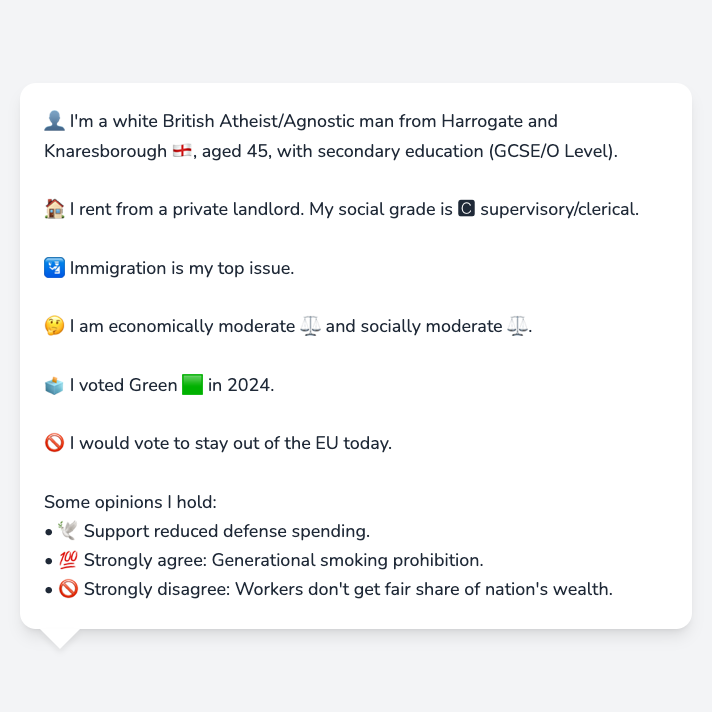 👤 I'm a white British Atheist/Agnostic man from Harrogate and
Knaresborough 🏴󠁧󠁢󠁥󠁮󠁧󠁿, aged 45, with secondary education (GCSE/O Level).
🏠 I rent from a private landlord. My social grade is 🅲 supervisory/clerical.
🛂 Immigration is my top issue.
🤔 I am economically moderate ⚖️ and socially moderate ⚖️.
🗳️ I voted Green 🟩 in 2024.
🚫 I would vote to stay out of the EU today.
Some opinions I hold:
• 🕊️ Support reduced defense spending.
• 💯 Strongly agree: Generational smoking prohibition.
• 🚫 Strongly disagree: Workers don't get fair share of nation's wealth.